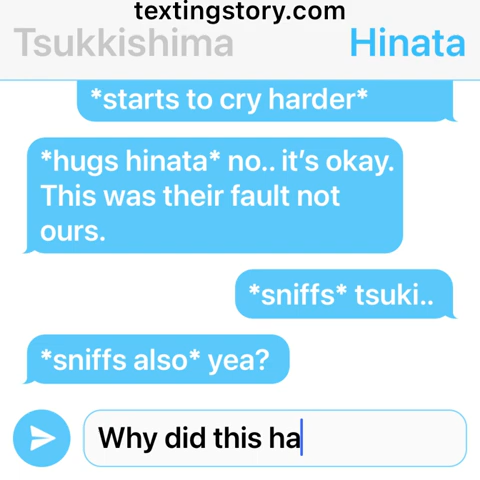 textingstory.com
Tsukkishima Hinata
*starts to cry harder*
*hugs hinata* no.. it’s okay.
This was their fault not
ours.
*sniffs* tsuki..
*sniffs also* yea?
Why did this ha